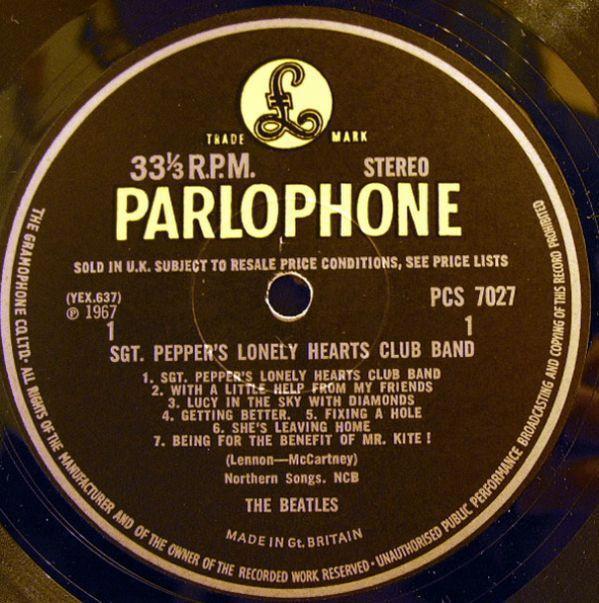 £
TRADE MARK
33⅓ R.P.M. STEREO
PARLOPHONE
SOLD IN U.K. SUBJECT TO RESALE PRICE CONDITIONS, SEE PRICE LISTS
(YEX.637) PCS 7027
℗ 1967
1 1
SGT. PEPPER'S LONELY HEARTS CLUB BAND
1. SGT. PEPPER'S LONELY HEARTS CLUB BAND
2. WITH A LITTLE HELP FROM MY FRIENDS
3. LUCY IN THE SKY WITH DIAMONDS
4. GETTING BETTER. 5. FIXING A HOLE
6. SHE'S LEAVING HOME
7. BEING FOR THE BENEFIT OF MR. KITE !
(Lennon—McCartney)
Northern Songs. NCB
THE BEATLES
MADE IN Gt. BRITAIN
THE GRAMOPHONE CO. LTD. · ALL RIGHTS OF THE MANUFACTURER AND OF THE OWNER OF THE RECORDED WORK RESERVED · UNAUTHORISED PUBLIC PERFORMANCE BROADCASTING AND COPYING OF THIS RECORD PROHIBITED